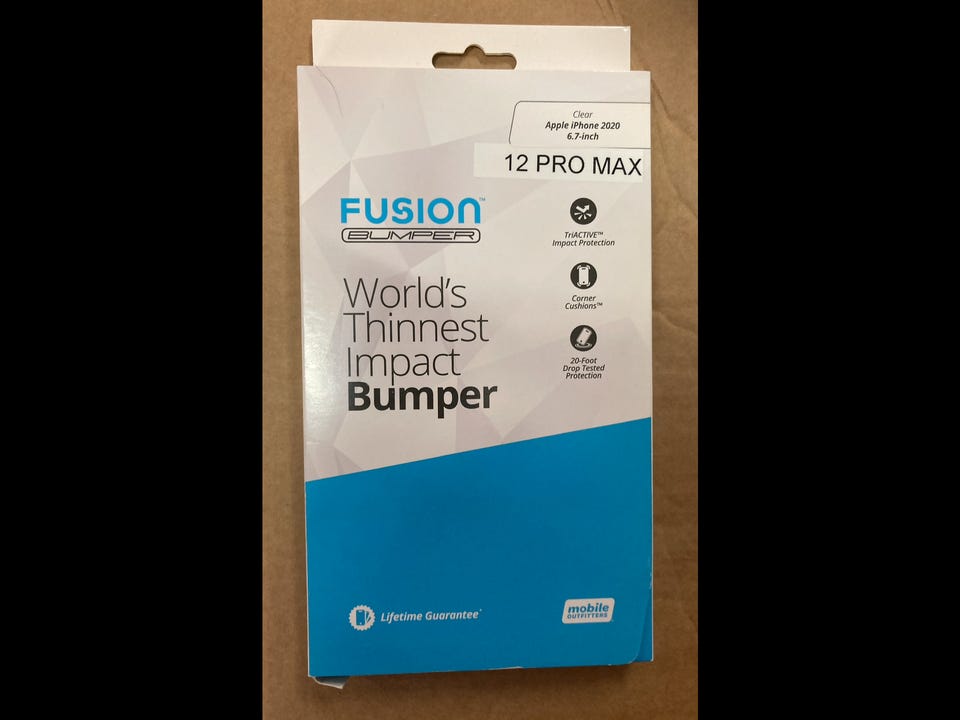 Clear
Apple iPhone 2020
6.7-inch
12 PRO MAX
FUSION™
BUMPER
World's
Thinnest
Impact
Bumper
TriACTIVE™
Impact Protection
Corner
Cushions™
20-Foot
Drop Tested
Protection
Lifetime Guarantee*
mobile
OUTFITTERS